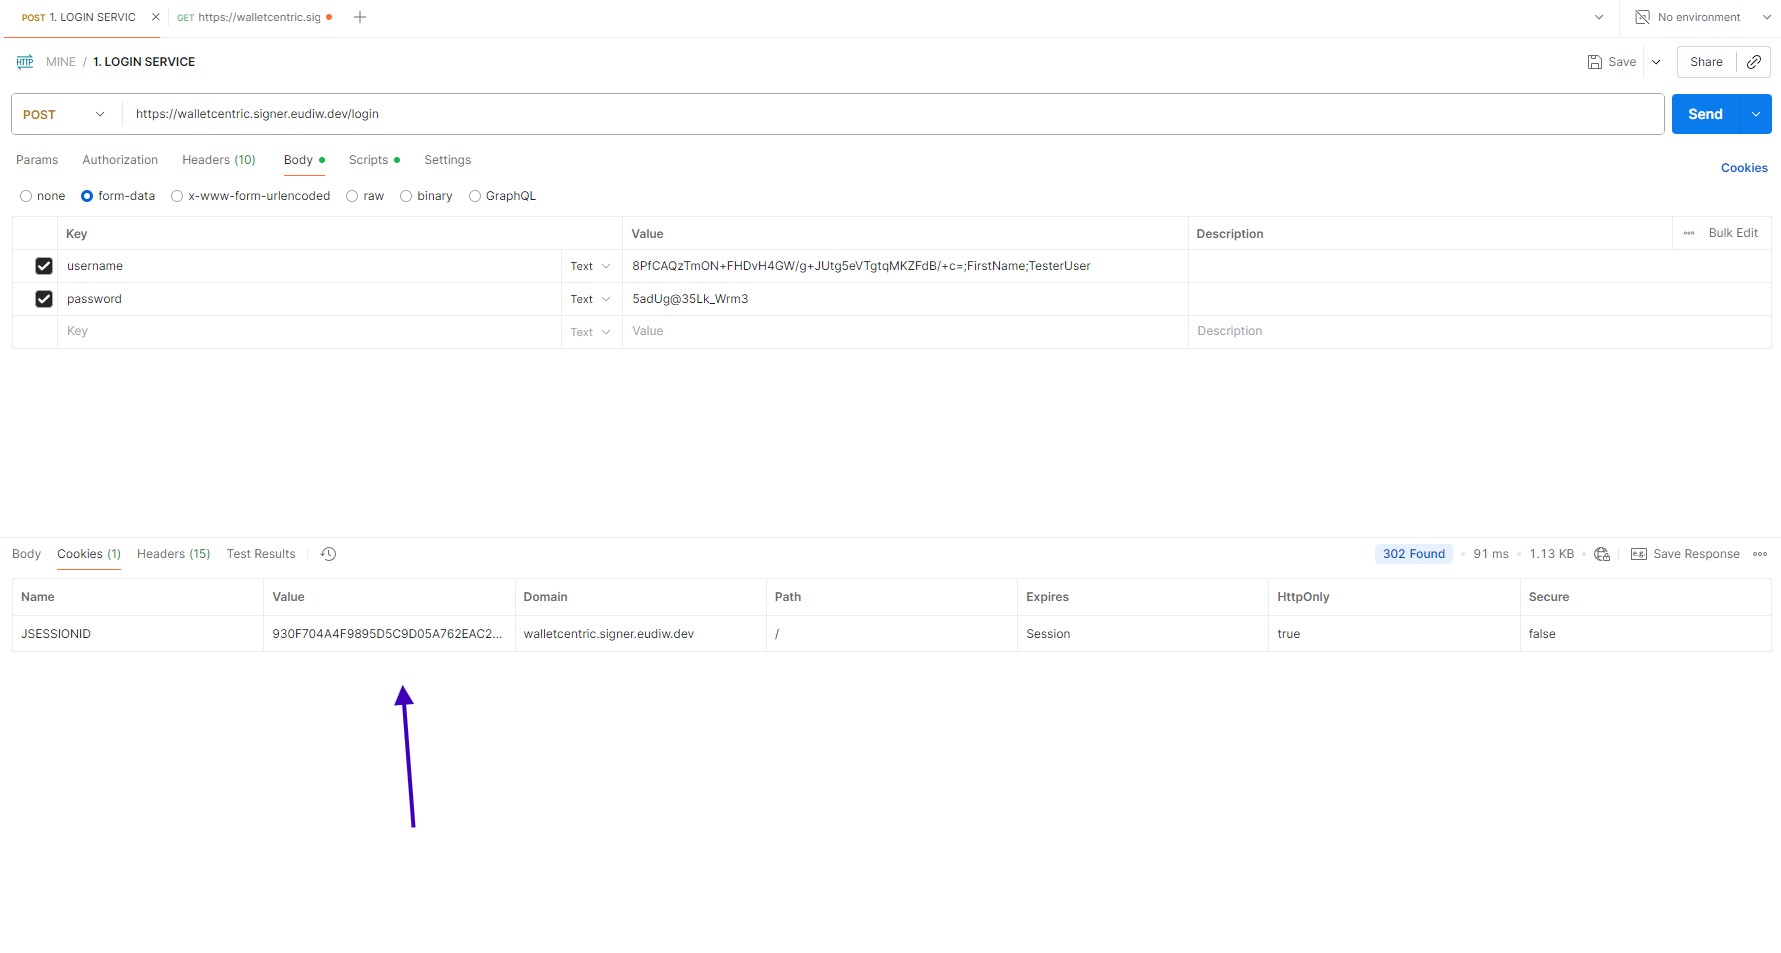 POST 1. LOGIN SERVIC GET https://walletcentric.sig No environment
HTTP MINE / 1. LOGIN SERVICE Save Share
POST https://walletcentric.signer.eudiw.dev/login Send
Params Authorization Headers (10) Body Scripts Settings Cookies
none form-data x-www-form-urlencoded raw binary GraphQL
Key Value Description Bulk Edit
username Text 8PfCAQzTmON+FHDvH4GW/g+JUtg5eVTgtqMKZFdB/+c=;FirstName;TesterUser
password Text 5adUg@35Lk_Wrm3
Key Text Value Description
Body Cookies (1) Headers (15) Test Results 302 Found 91 ms 1.13 KB e.g. Save Response
Name Value Domain Path Expires HttpOnly Secure
JSESSIONID 930F704A4F9895D5C9D05A762EAC2... walletcentric.signer.eudiw.dev / Session true false